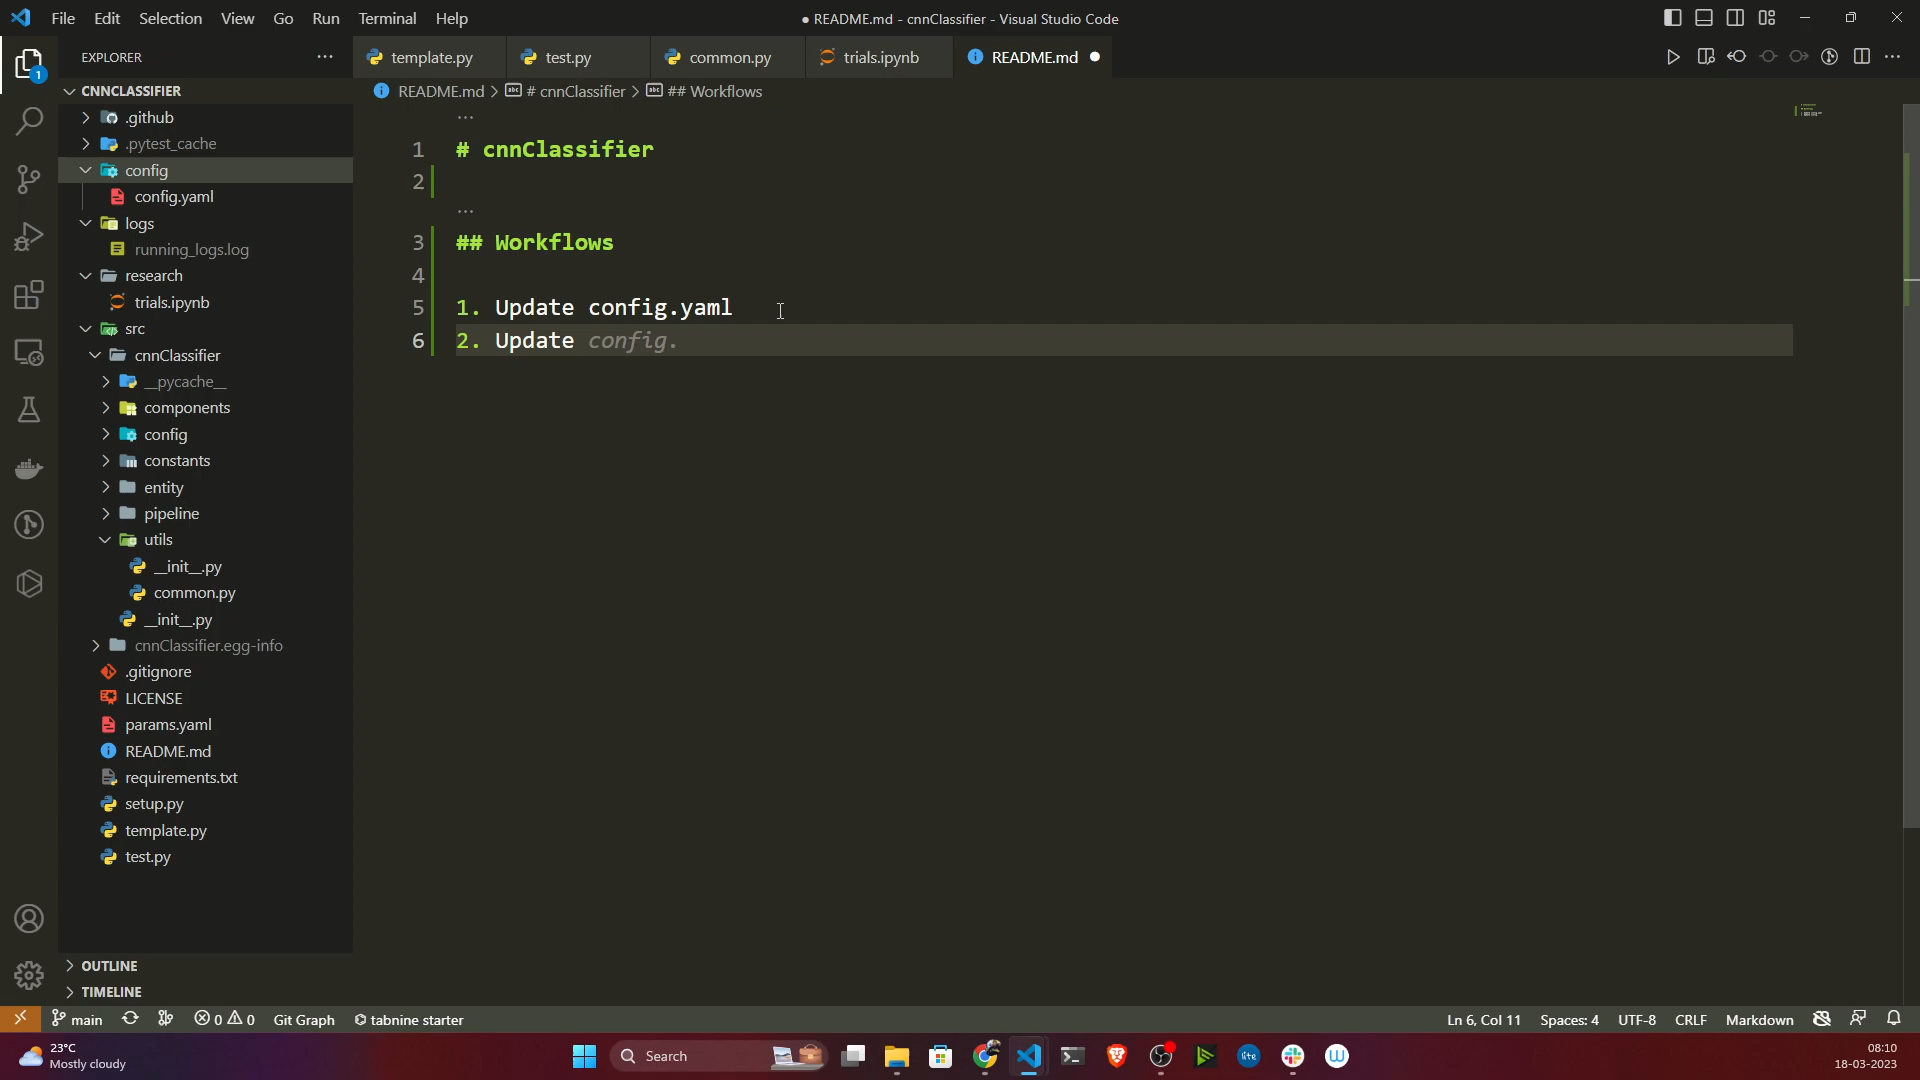 File Edit Selection View Go Run Terminal Help
● README.md - cnnClassifier - Visual Studio Code
EXPLORER
template.py
test.py
common.py
trials.ipynb
README.md
README.md > # cnnClassifier > ## Workflows
1
CNNCLASSIFIER
.github
.pytest_cache
config
config.yaml
logs
running_logs.log
research
trials.ipynb
src
cnnClassifier
__pycache__
components
config
constants
entity
pipeline
utils
__init__.py
common.py
__init__.py
cnnClassifier.egg-info
.gitignore
LICENSE
params.yaml
README.md
requirements.txt
setup.py
template.py
test.py
OUTLINE
TIMELINE
1 # cnnClassifier
2
3 ## Workflows
4
5 1. Update config.yaml
6 2. Update config.
main 0 0 Git Graph tabnine starter
Ln 6, Col 11 Spaces: 4 UTF-8 CRLF Markdown
23°C
Mostly cloudy
Search
lite
08:10
18-03-2023